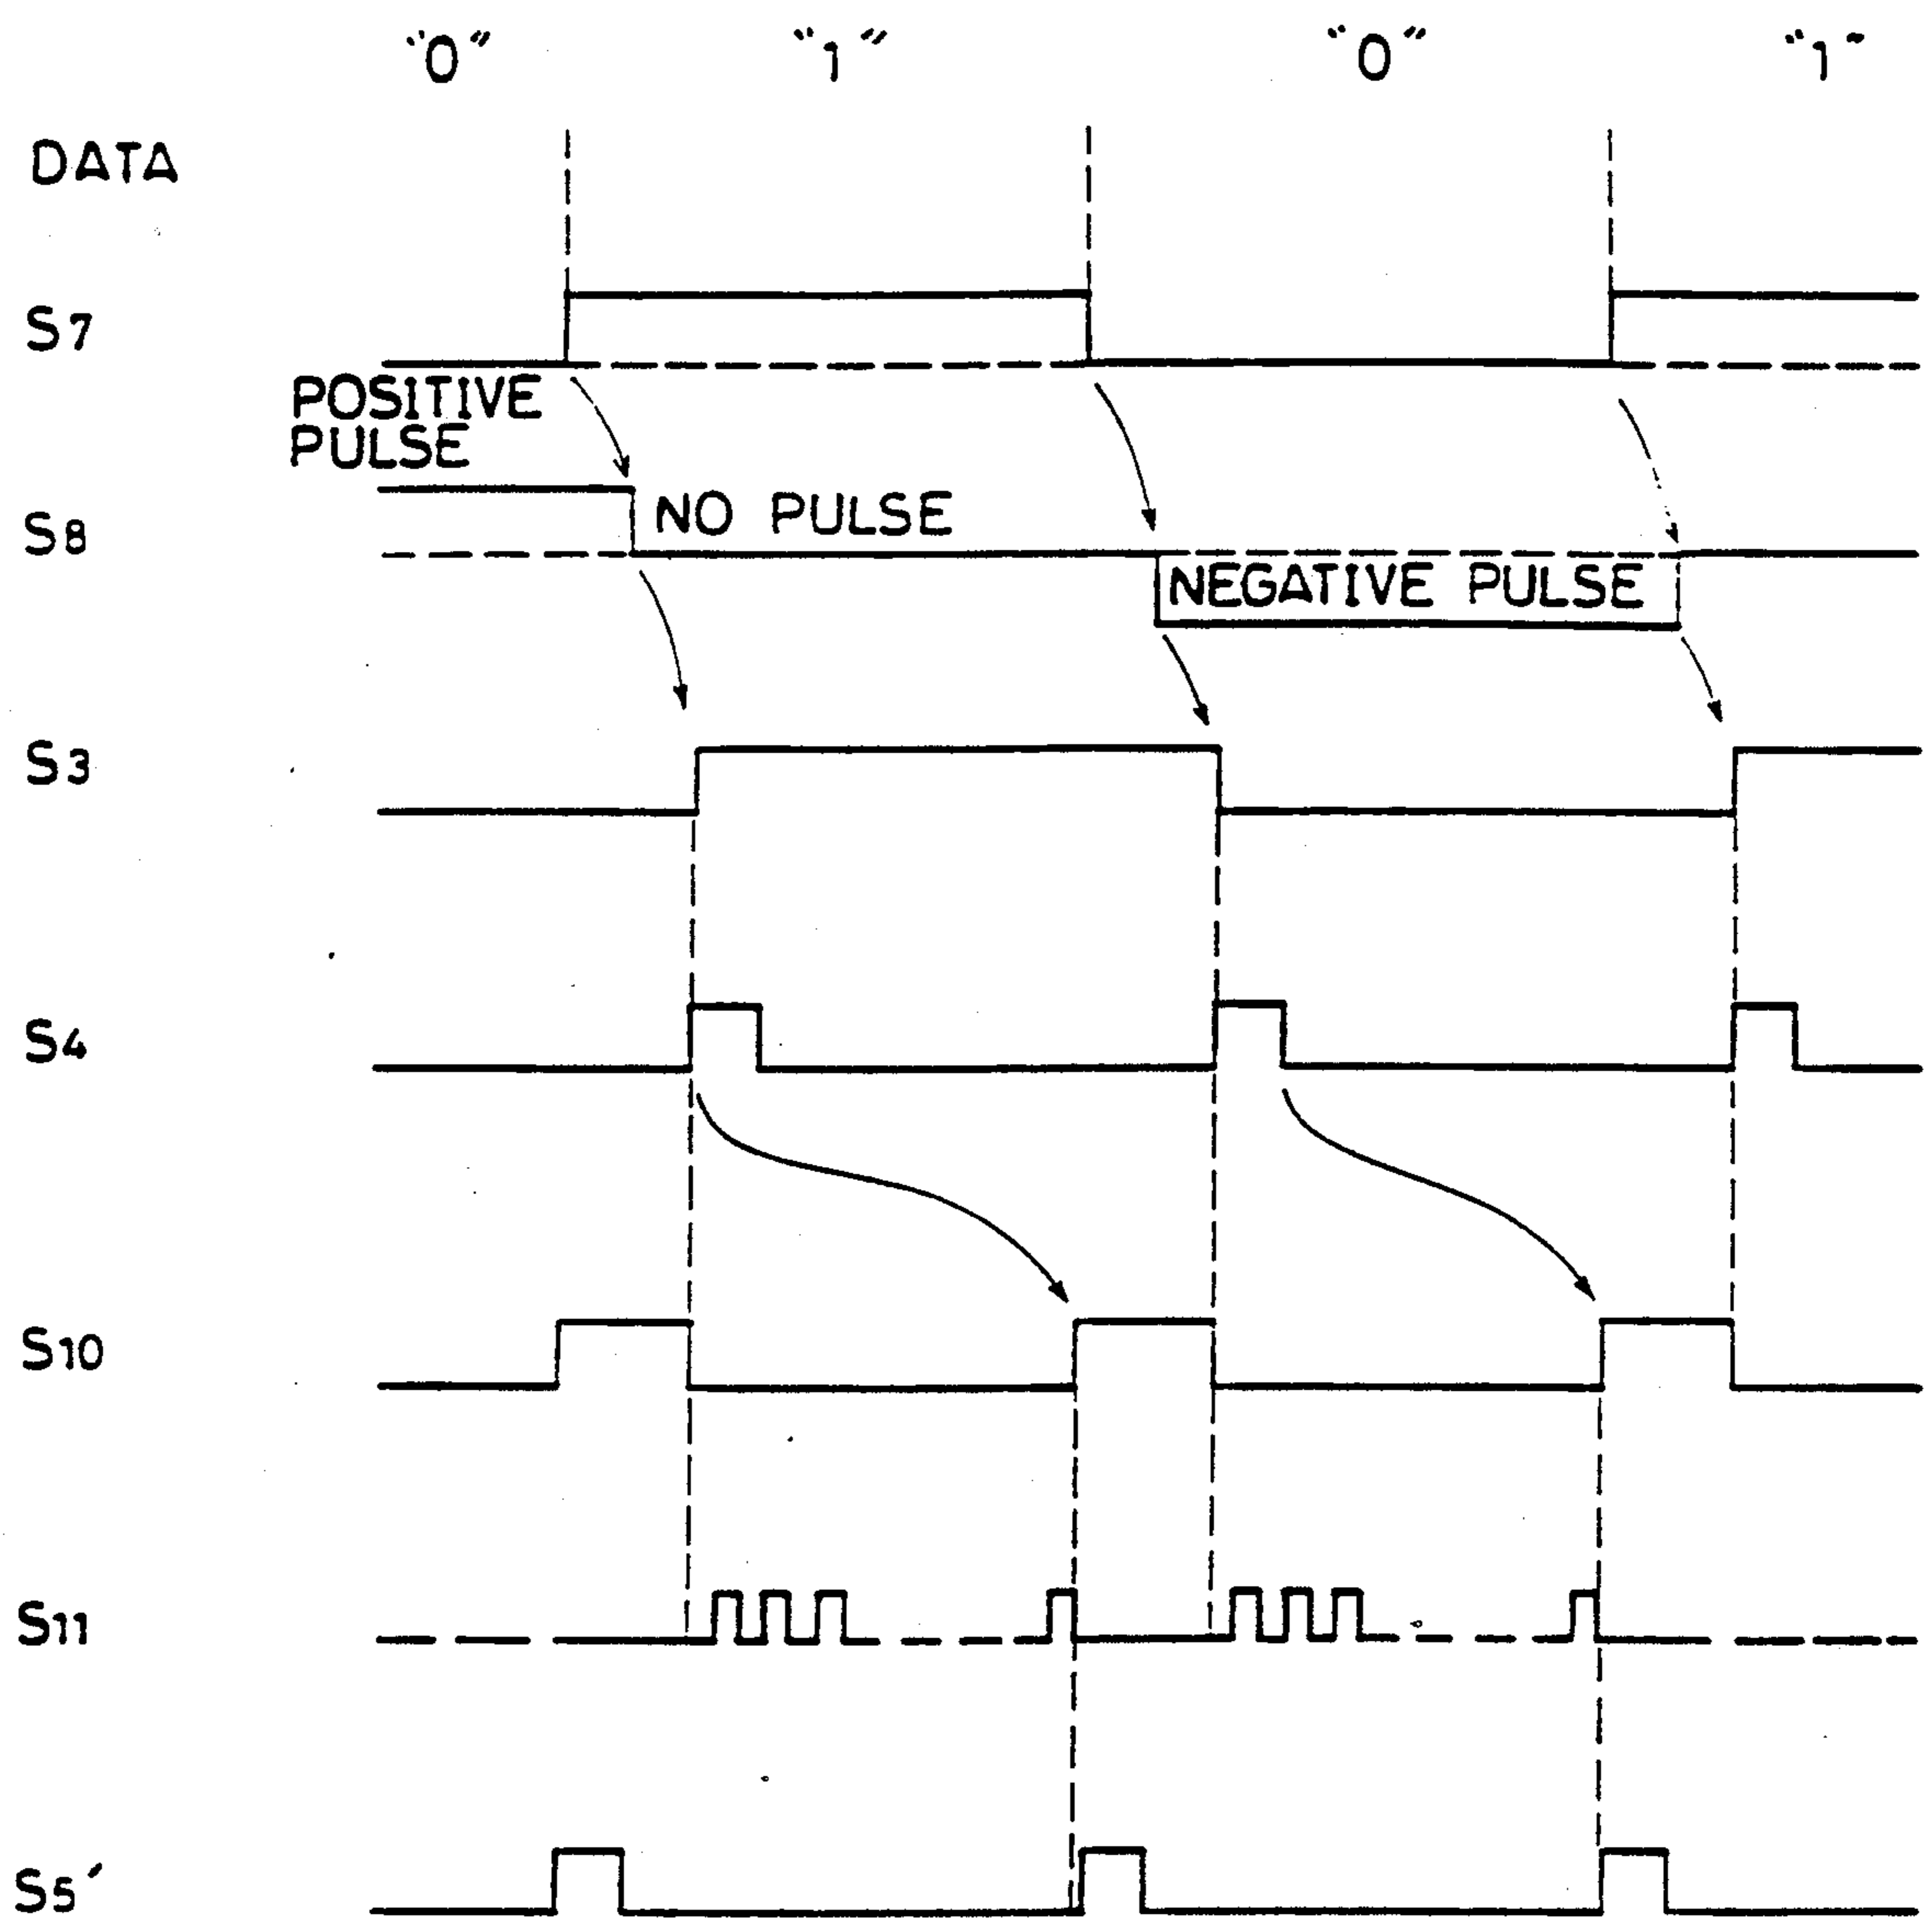 "0" "1" "0" "1"
DATA
S7
POSITIVE
PULSE
S8
NO PULSE
NEGATIVE PULSE
S3
S4
S10
S11
S5'